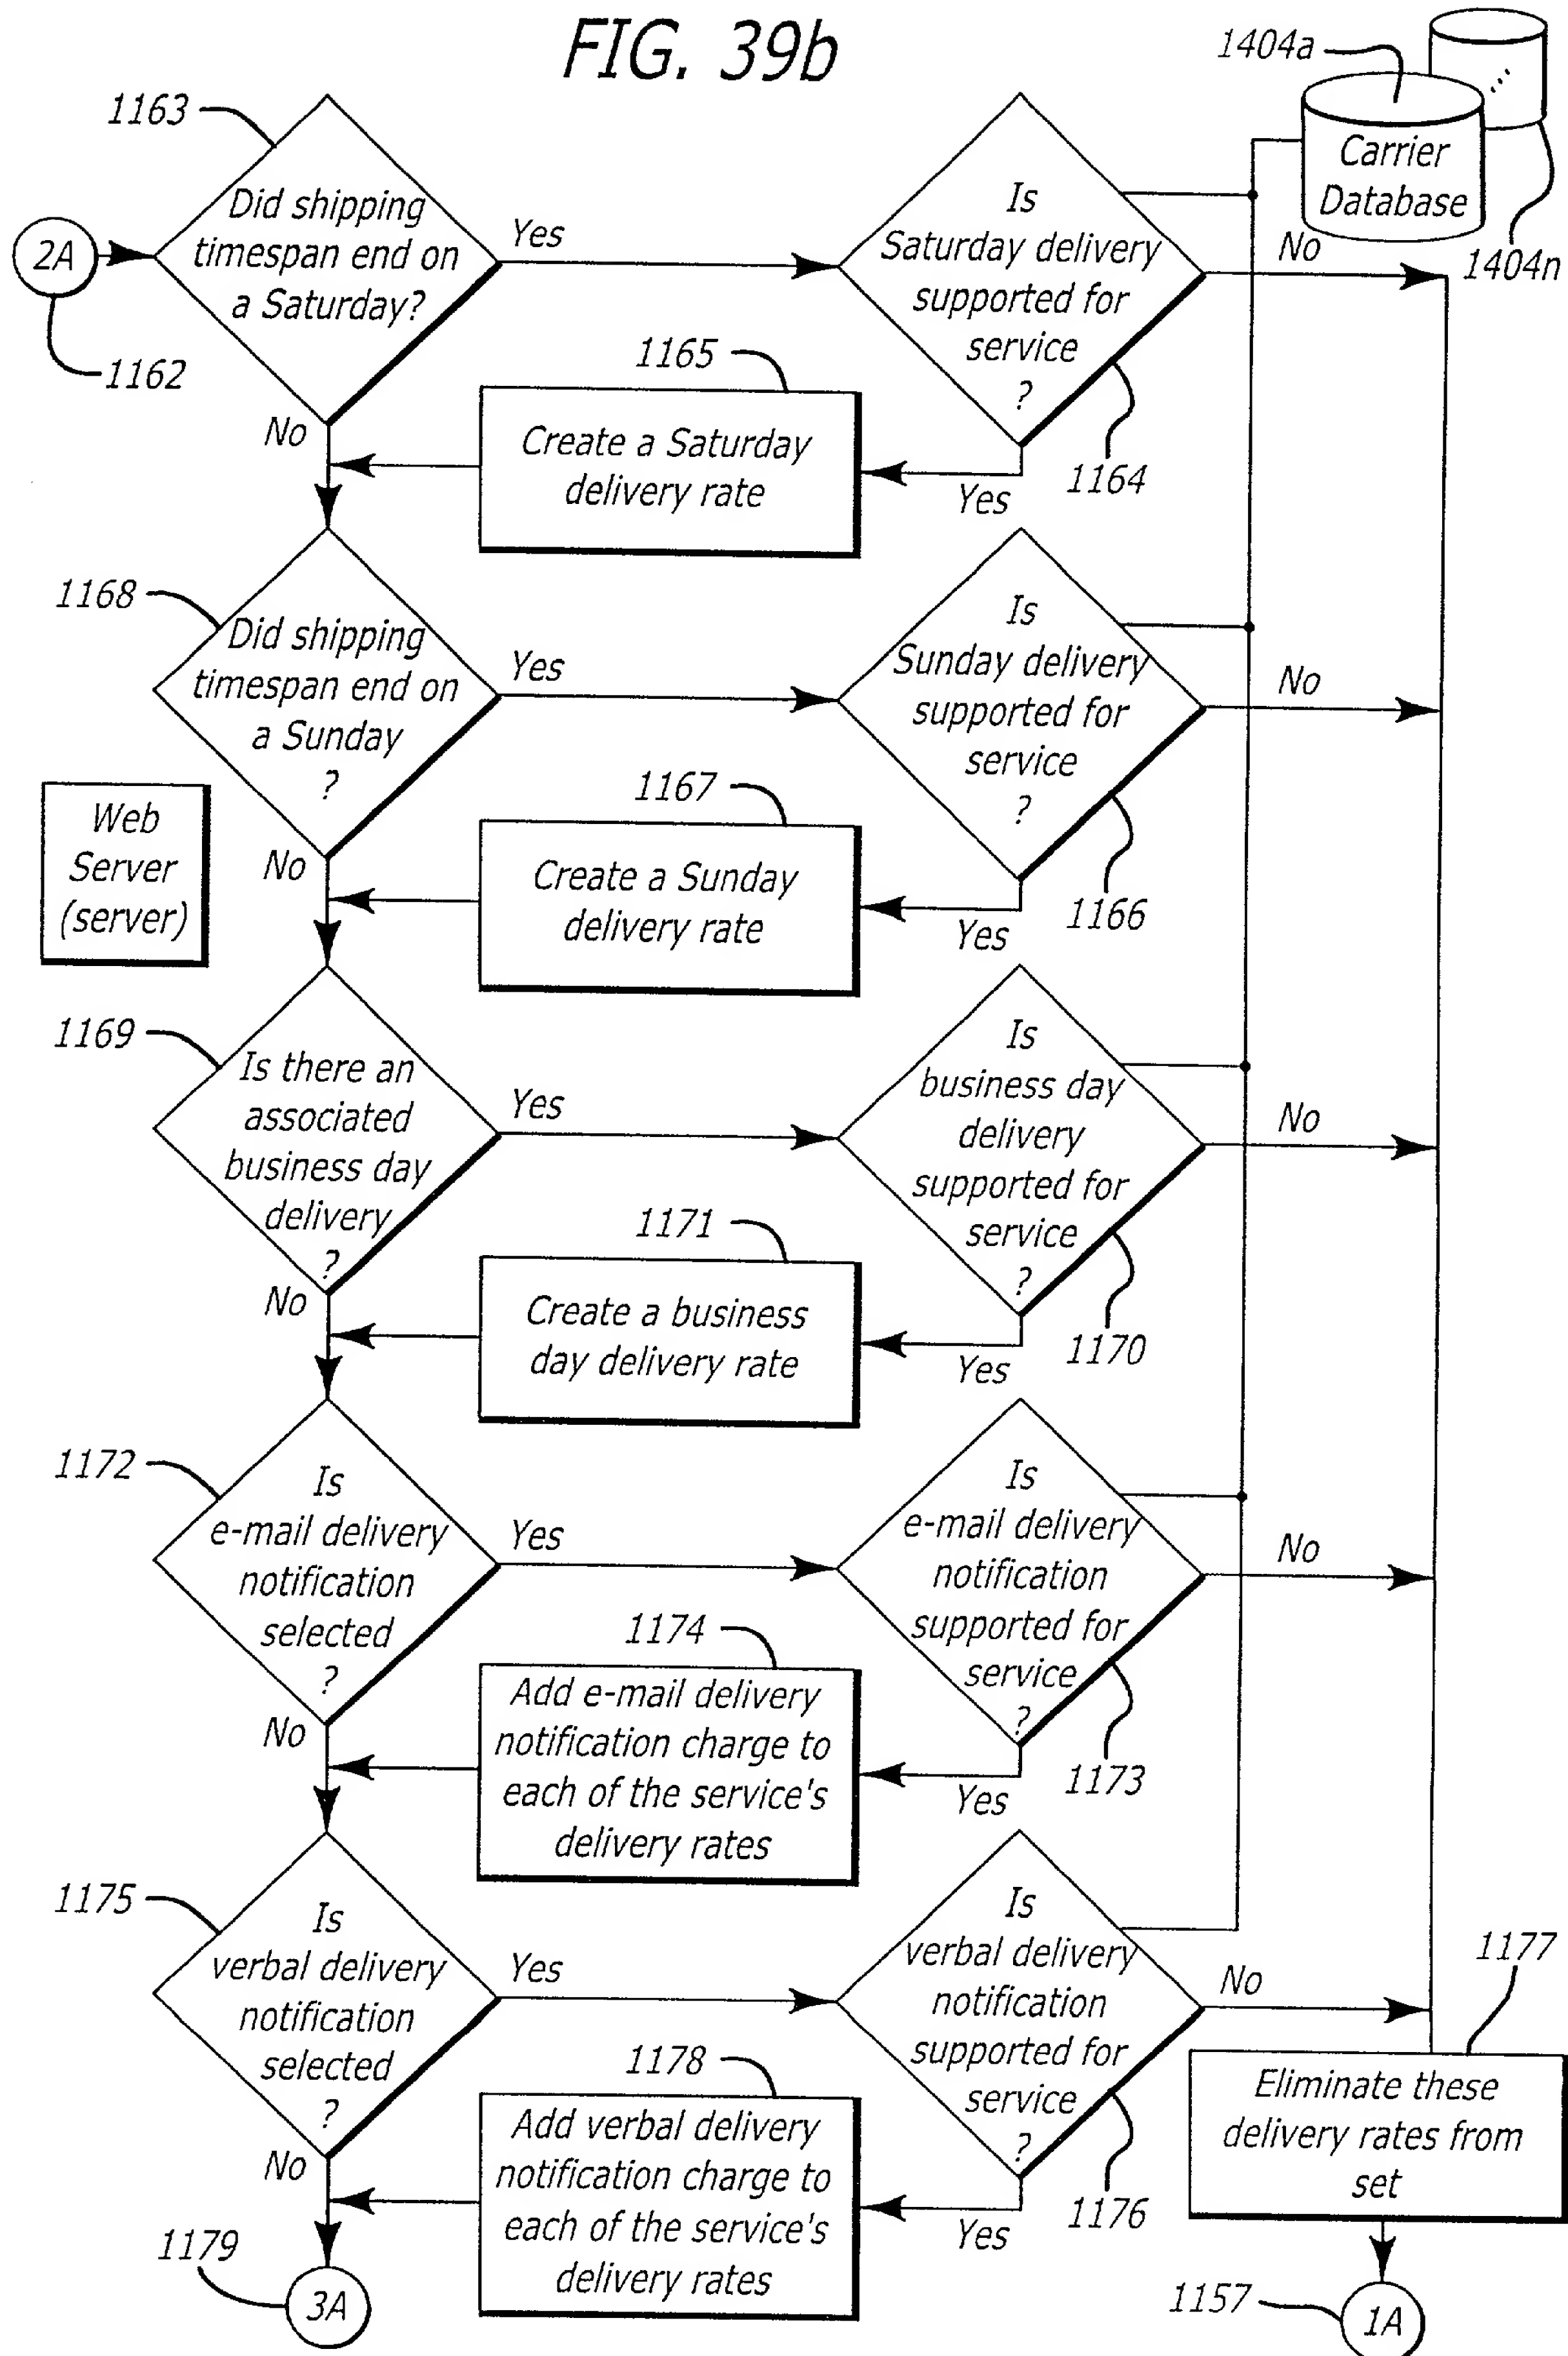 FIG. 39b
1404a
1163
Carrier
Database
1404n
2A
1162
Did shipping
timespan end on
a Saturday?
Yes
No
Is
Saturday delivery
supported for
service
?
No
Yes
1164
1165
Create a Saturday
delivery rate
1168
Did shipping
timespan end on
a Sunday
?
Yes
No
Is
Sunday delivery
supported for
service
?
No
Yes
1166
1167
Create a Sunday
delivery rate
Web
Server
(server)
1169
Is there an
associated
business day
delivery
?
Yes
No
Is
business day
delivery
supported for
service
?
No
Yes
1170
1171
Create a business
day delivery rate
1172
Is
e-mail delivery
notification
selected
?
Yes
No
Is
e-mail delivery
notification
supported for
service
?
No
Yes
1173
1174
Add e-mail delivery
notification charge to
each of the service's
delivery rates
1175
Is
verbal delivery
notification
selected
?
Yes
No
Is
verbal delivery
notification
supported for
service
?
No
Yes
1176
1177
Eliminate these
delivery rates from
set
1178
Add verbal delivery
notification charge to
each of the service's
delivery rates
1179
3A
1157
1A